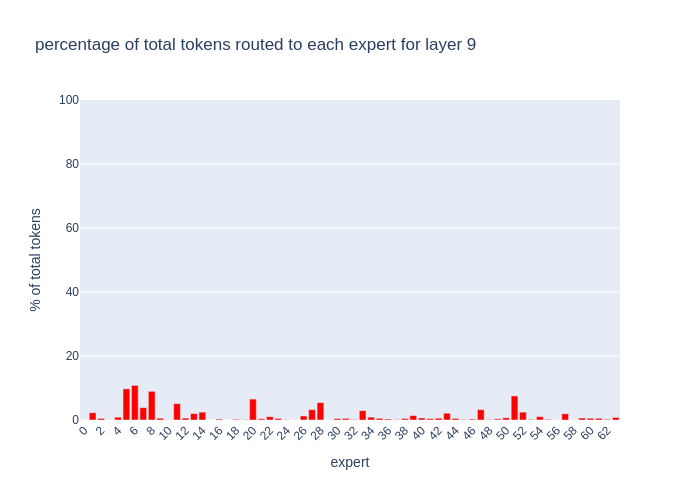 percentage of total tokens routed to each expert for layer 9
100
80
60
40
20
0
% of total tokens
0 2 4 6 8 10 12 14 16 18 20 22 24 26 28 30 32 34 36 38 40 42 44 46 48 50 52 54 56 58 60 62
expert